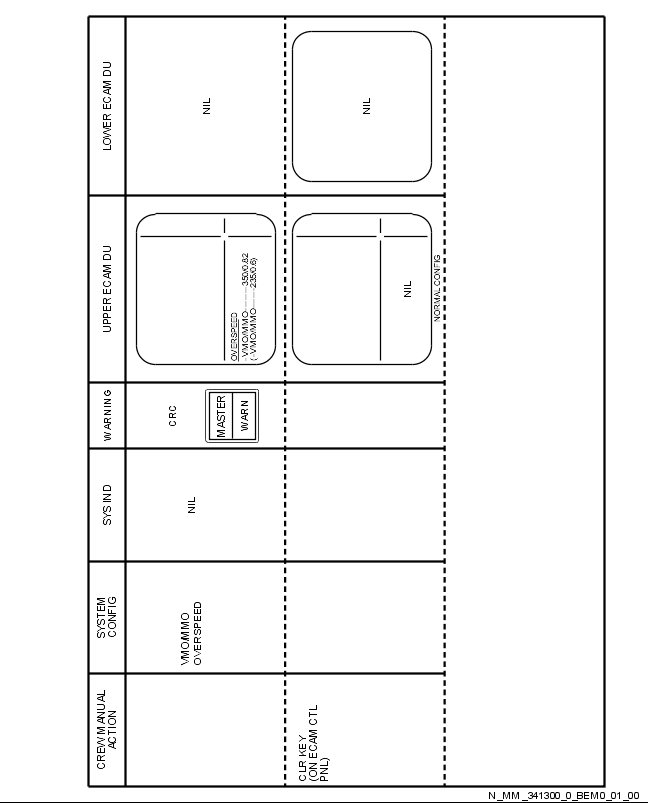 CREW MANUAL
ACTION
SYSTEM
CONFIG
SYS IND
WARNING
UPPER ECAM DU
LOWER ECAM DU
VMO/MMO
OVERSPEED
NIL
CRC
MASTER
WARN
OVERSPEED
-VMO/MMO--------350/0.82
(-VMO/MMO--------235/0.6)
NIL
CLR KEY
(ON ECAM CTL
PNL)
NIL
NORMAL CONFIG
NIL
N_MM_341300_0_BEM0_01_00